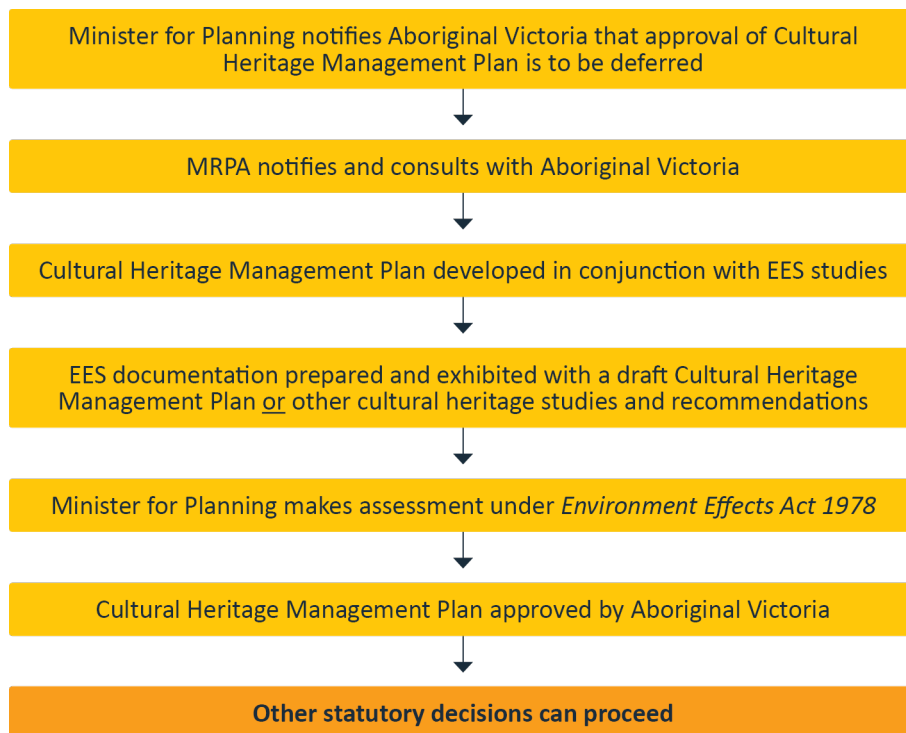 Minister for Planning notifies Aboriginal Victoria that approval of Cultural
Heritage Management Plan is to be deferred
MRPA notifies and consults with Aboriginal Victoria
Cultural Heritage Management Plan developed in conjunction with EES studies
EES documentation prepared and exhibited with a draft Cultural Heritage
Management Plan or other cultural heritage studies and recommendations
Minister for Planning makes assessment under Environment Effects Act 1978
Cultural Heritage Management Plan approved by Aboriginal Victoria
Other statutory decisions can proceed